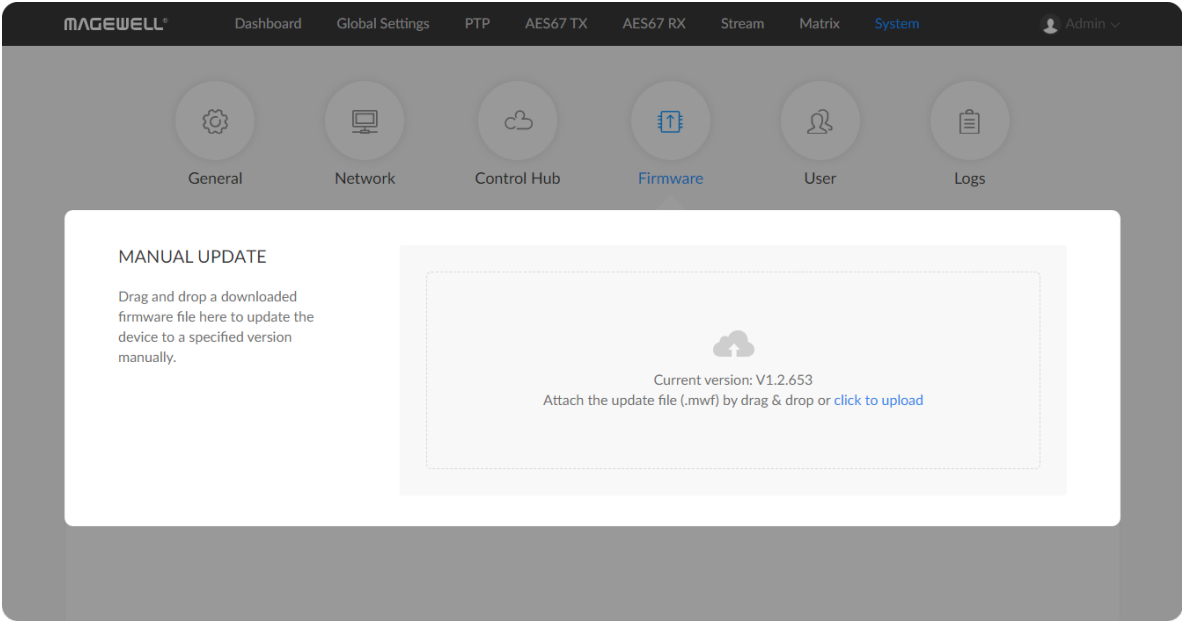 MAGEWELL® Dashboard Global Settings PTP AES67 TX AES67 RX Stream Matrix System Admin
General Network Control Hub Firmware User Logs
MANUAL UPDATE
Drag and drop a downloaded
firmware file here to update the
device to a specified version
manually.
Current version: V1.2.653
Attach the update file (.mwf) by drag & drop or click to upload